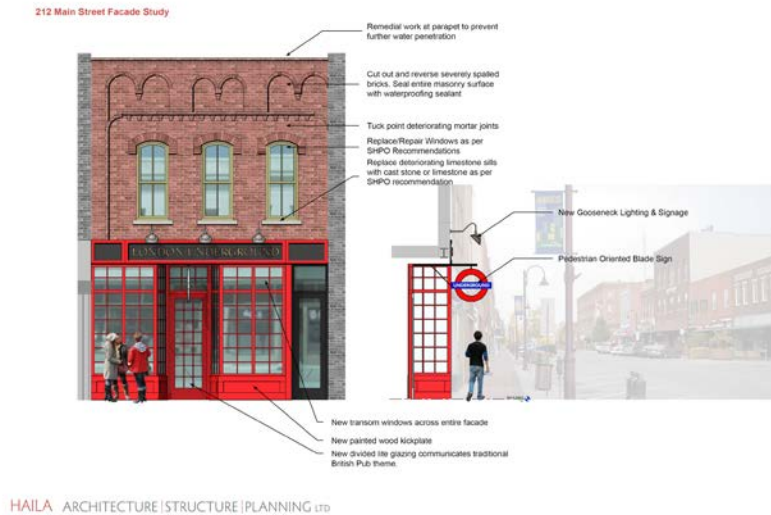 212 Main Street Facade Study
Remedial work at parapet to prevent
further water penetration
Cut out and reverse severely spalled
bricks. Seal entire masonry surface
with waterproofing sealant
Tuck point deteriorating mortar joints
Replace/Repair Windows as per
SHPO Recommendations
Replace deteriorating limestone sills
with cast stone or limestone as per
SHPO recommendation
New Gooseneck Lighting & Signage
LONDON UNDERGROUND
Pedestrian Oriented Blade Sign
UNDERGROUND
New transom windows across entire facade
New painted wood kickplate
New divided lite glazing communicates traditional
British Pub theme.
HAILA ARCHITECTURE|STRUCTURE|PLANNING LTD